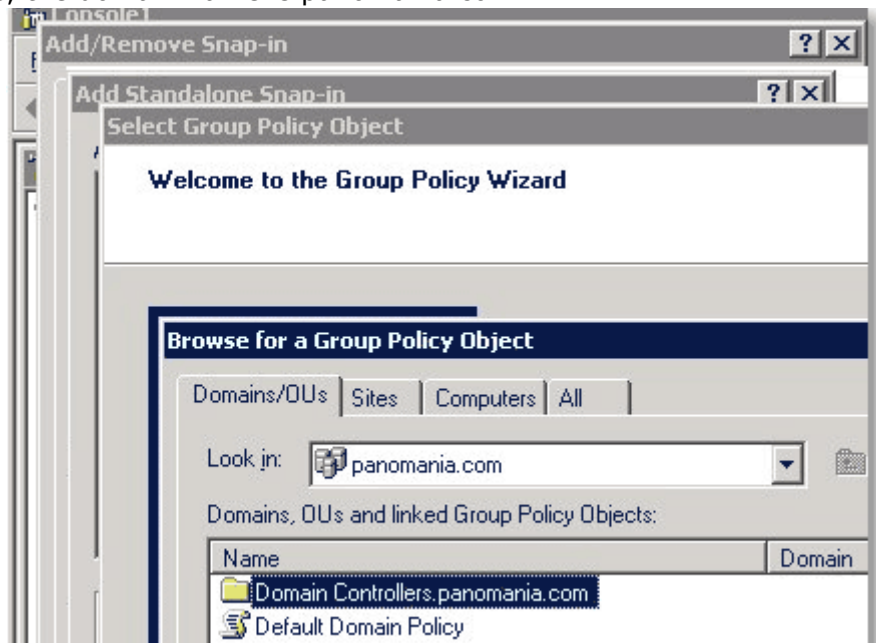 Console1
Add/Remove Snap-in
Add Standalone Snap-in
Select Group Policy Object
Welcome to the Group Policy Wizard
Browse for a Group Policy Object
Domains/OUs Sites Computers All
Look in: panomania.com
Domains, OUs and linked Group Policy Objects:
Name Domain
Domain Controllers.panomania.com
Default Domain Policy